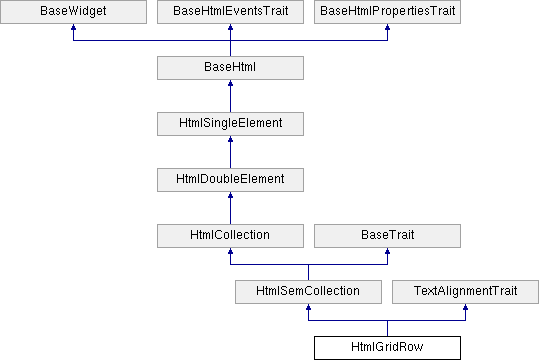 BaseWidget BaseHtmlEventsTrait BaseHtmlPropertiesTrait
BaseHtml
HtmlSingleElement
HtmlDoubleElement
HtmlCollection BaseTrait
HtmlSemCollection TextAlignmentTrait
HtmlGridRow